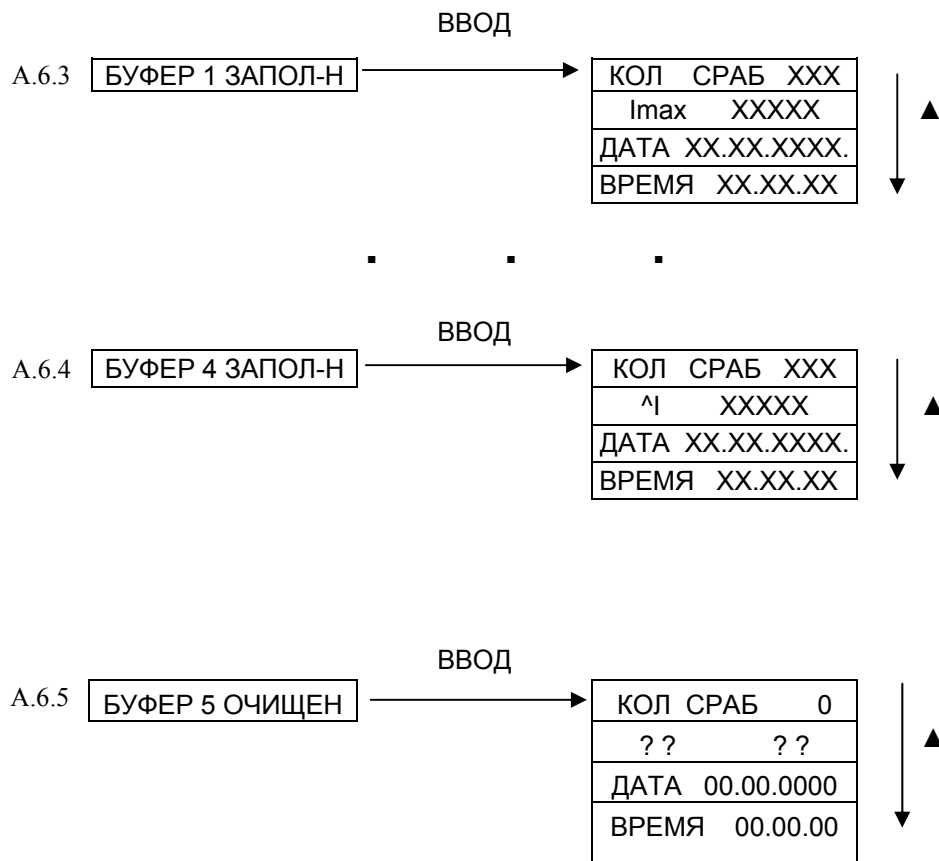 ВВОД
А.6.3 БУФЕР 1 ЗАПОЛ-Н
КОЛ СРАБ XXX
Imax XXXXX
ДАТА XX.XX.XXXX.
ВРЕМЯ XX.XX.XX
▲
. . .
ВВОД
А.6.4 БУФЕР 4 ЗАПОЛ-Н
КОЛ СРАБ XXX
^I XXXXX
ДАТА XX.XX.XXXX.
ВРЕМЯ XX.XX.XX
▲
ВВОД
А.6.5 БУФЕР 5 ОЧИЩЕН
КОЛ СРАБ 0
? ? ? ?
ДАТА 00.00.0000
ВРЕМЯ 00.00.00
▲